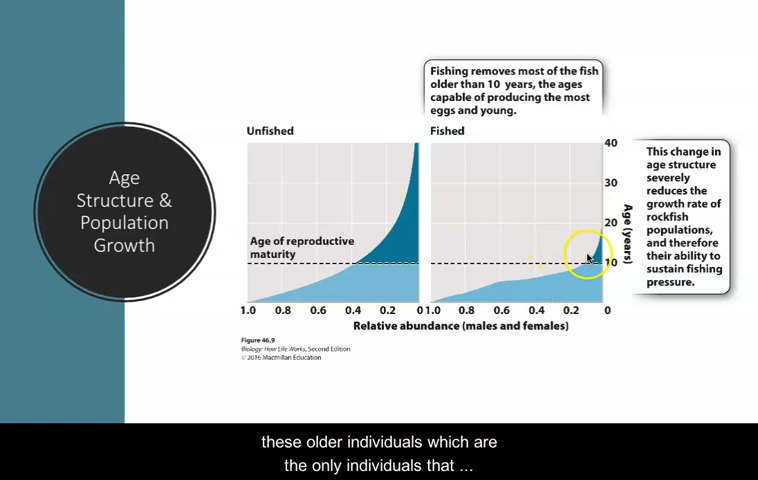 Age
Structure &
Population
Growth
Fishing removes most of the fish
older than 10 years, the ages
capable of producing the most
eggs and young.
Unfished
Fished
Age of reproductive
maturity
40
30
20
10
0
Age (years)
1.0 0.8 0.6 0.4 0.2 0
1.0 0.8 0.6 0.4 0.2 0
Relative abundance (males and females)
This change in
age structure
severely
reduces the
growth rate of
rockfish
populations,
and therefore
their ability to
sustain fishing
pressure.
Figure 46.9
Biology: How Life Works, Second Edition
© 2016 Macmillan Education
these older individuals which are
the only individuals that ...